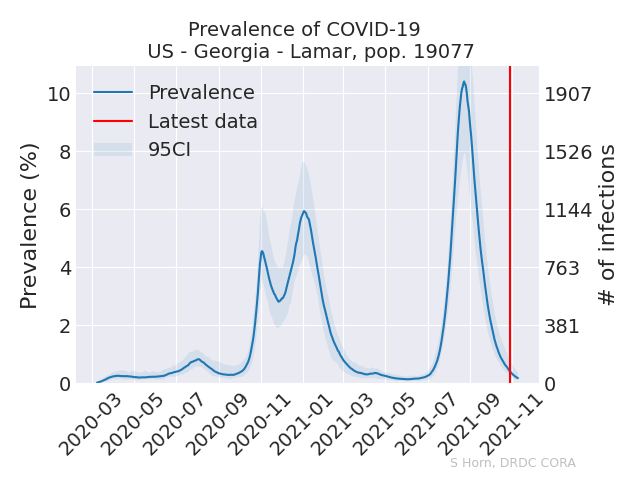 Prevalence of COVID-19
US - Georgia - Lamar, pop. 19077
Prevalence
Latest data
95CI
Prevalence (%)
10
8
6
4
2
0
1907
1526
1144
763
381
0
# of infections
2020-03
2020-05
2020-07
2020-09
2020-11
2021-01
2021-03
2021-05
2021-07
2021-09
2021-11
S Horn, DRDC CORA